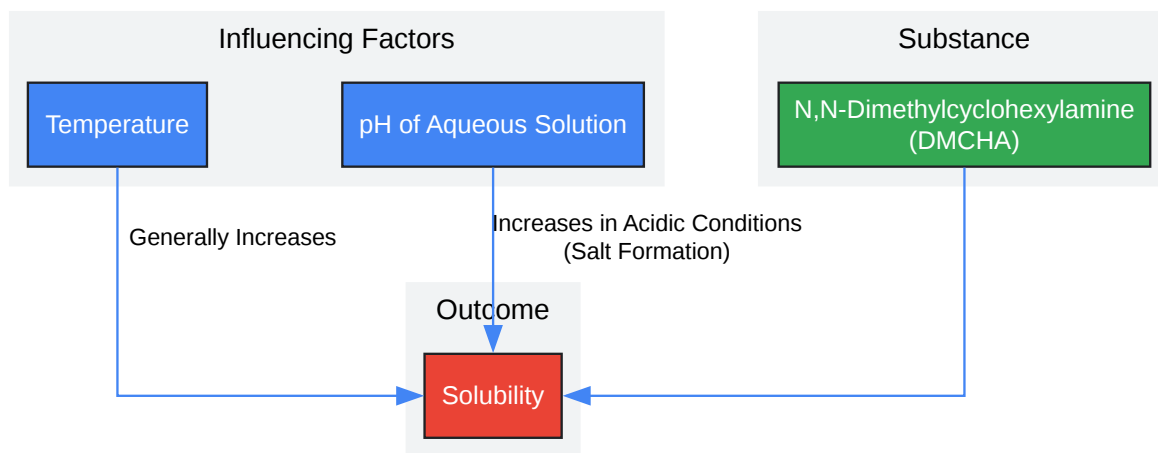 Influencing Factors
Substance
Temperature
pH of Aqueous Solution
N,N-Dimethylcyclohexylamine
(DMCHA)
Generally Increases
Increases in Acidic Conditions
(Salt Formation)
Outcome
Solubility